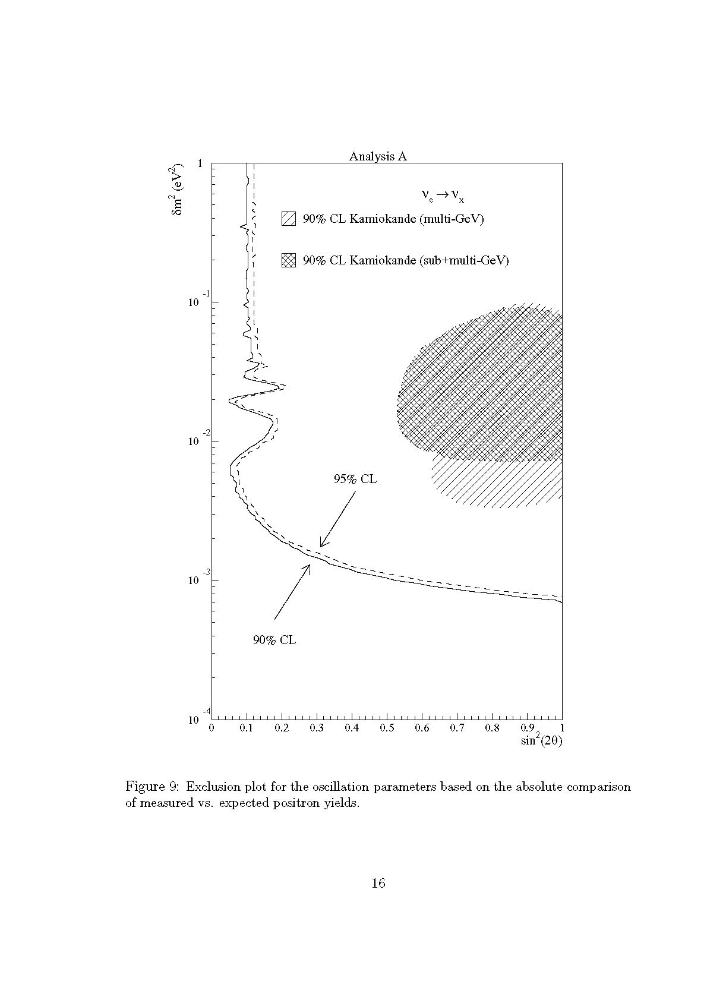 Analysis A
δm² (eV²)
νₑ → νₓ
90% CL Kamiokande (multi-GeV)
90% CL Kamiokande (sub+multi-GeV)
1
10⁻¹
10⁻²
10⁻³
10⁻⁴
95% CL
90% CL
0 0.1 0.2 0.3 0.4 0.5 0.6 0.7 0.8 0.9 1
sin²(2θ)
Figure 9: Exclusion plot for the oscillation parameters based on the absolute comparison
of measured vs. expected positron yields.
16